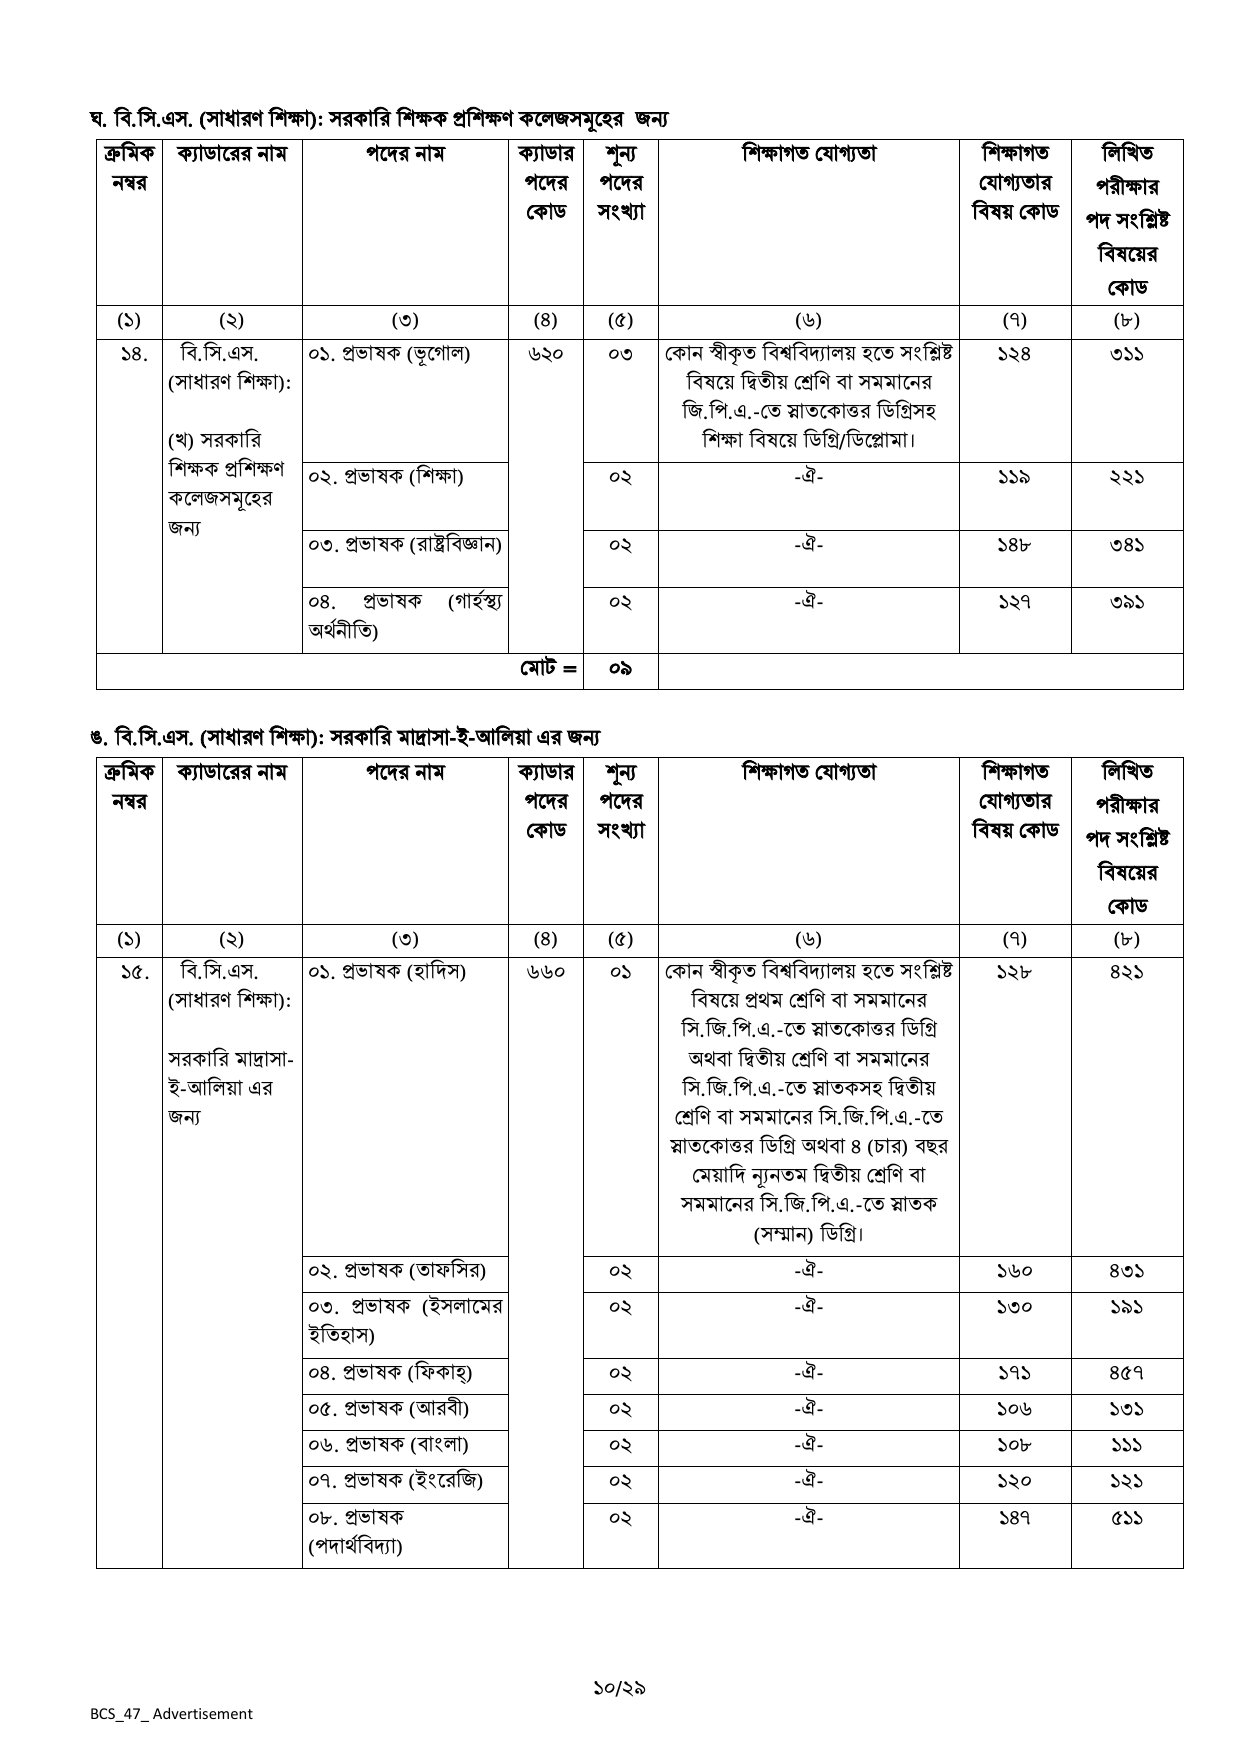 ঘ. বি.সি.এস. (সাধারণ শিক্ষা): সরকারি শিক্ষক প্রশিক্ষণ কলেজসমূহের জন্য
ক্রমিক নম্বর | ক্যাডারের নাম | পদের নাম | ক্যাডার পদের কোড | শূন্য পদের সংখ্যা | শিক্ষাগত যোগ্যতা | শিক্ষাগত যোগ্যতার বিষয় কোড | লিখিত পরীক্ষার পদ সংশ্লিষ্ট বিষয়ের কোড
(১) (২) (৩) (৪) (৫) (৬) (৭) (৮)
১৪.
বি.সি.এস.
(সাধারণ শিক্ষা):
(খ) সরকারি
শিক্ষক প্রশিক্ষণ
কলেজসমূহের
জন্য
০১. প্রভাষক (ভূগোল)
৬২০
০৩
কোন স্বীকৃত বিশ্ববিদ্যালয় হতে সংশ্লিষ্ট
বিষয়ে দ্বিতীয় শ্রেণি বা সমমানের
জি.পি.এ.-তে স্নাতকোত্তর ডিগ্রিসহ
শিক্ষা বিষয়ে ডিগ্রি/ডিপ্লোমা।
১২৪
৩১১
০২. প্রভাষক (শিক্ষা) ০২ -ঐ- ১১৯ ২২১
০৩. প্রভাষক (রাষ্ট্রবিজ্ঞান) ০২ -ঐ- ১৪৮ ৩৪১
০৪. প্রভাষক (গার্হস্থ্য ০২ -ঐ- ১২৭ ৩৯১
অর্থনীতি)
মোট = ০৯
ঙ. বি.সি.এস. (সাধারণ শিক্ষা): সরকারি মাদ্রাসা-ই-আলিয়া এর জন্য
ক্রমিক নম্বর | ক্যাডারের নাম | পদের নাম | ক্যাডার পদের কোড | শূন্য পদের সংখ্যা | শিক্ষাগত যোগ্যতা | শিক্ষাগত যোগ্যতার বিষয় কোড | লিখিত পরীক্ষার পদ সংশ্লিষ্ট বিষয়ের কোড
(১) (২) (৩) (৪) (৫) (৬) (৭) (৮)
১৫.
বি.সি.এস.
(সাধারণ শিক্ষা):
সরকারি মাদ্রাসা-
ই-আলিয়া এর
জন্য
০১. প্রভাষক (হাদিস)
৬৬০
০১
কোন স্বীকৃত বিশ্ববিদ্যালয় হতে সংশ্লিষ্ট
বিষয়ে প্রথম শ্রেণি বা সমমানের
সি.জি.পি.এ.-তে স্নাতকোত্তর ডিগ্রি
অথবা দ্বিতীয় শ্রেণি বা সমমানের
সি.জি.পি.এ.-তে স্নাতকসহ দ্বিতীয়
শ্রেণি বা সমমানের সি.জি.পি.এ.-তে
স্নাতকোত্তর ডিগ্রি অথবা ৪ (চার) বছর
মেয়াদি ন্যূনতম দ্বিতীয় শ্রেণি বা
সমমানের সি.জি.পি.এ.-তে স্নাতক
(সম্মান) ডিগ্রি।
১২৮
৪২১
০২. প্রভাষক (তাফসির) ০২ -ঐ- ১৬০ ৪৩১
০৩. প্রভাষক (ইসলামের ০২ -ঐ- ১৩০ ১৯১
ইতিহাস)
০৪. প্রভাষক (ফিকাহ্) ০২ -ঐ- ১৭১ ৪৫৭
০৫. প্রভাষক (আরবী) ০২ -ঐ- ১০৬ ১৩১
০৬. প্রভাষক (বাংলা) ০২ -ঐ- ১০৮ ১১১
০৭. প্রভাষক (ইংরেজি) ০২ -ঐ- ১২০ ১২১
০৮. প্রভাষক ০২ -ঐ- ১৪৭ ৫১১
(পদার্থবিদ্যা)
১০/২৯
BCS_47_ Advertisement